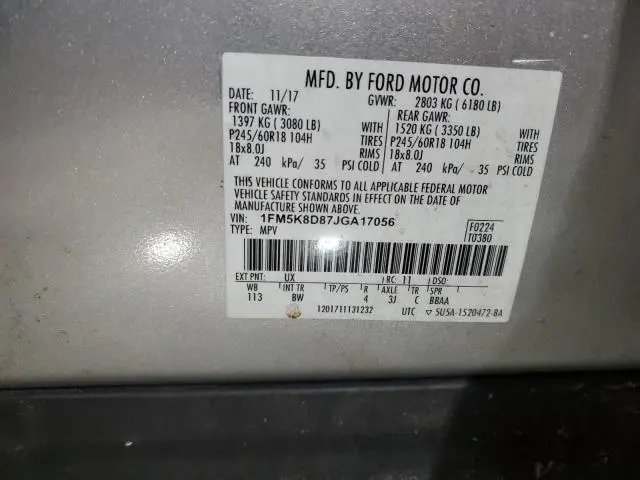 MFD. BY FORD MOTOR CO.
DATE: 11/17 GVWR: 2803 KG ( 6180 LB)
FRONT GAWR: REAR GAWR:
1397 KG ( 3080 LB) WITH 1520 KG ( 3350 LB) WITH
P245/60R18 104H TIRES P245/60R18 104H TIRES
18x8.0J RIMS 18x8.0J RIMS
AT 240 kPa/ 35 PSI COLD AT 240 kPa/ 35 PSI COLD
THIS VEHICLE CONFORMS TO ALL APPLICABLE FEDERAL MOTOR
VEHICLE SAFETY STANDARDS IN EFFECT ON THE DATE OF
MANUFACTURE SHOWN ABOVE.
VIN: 1FM5K8D87JGA17056 F0224
TYPE: MPV T0380
EXT PNT: UX RC: 11 DSO:
WB INT TR TP/PS R AXLE TR SPR
113 BW 4 3J C BBAA
1201711131232 UTC ▽ 5U5A-1520472-BA